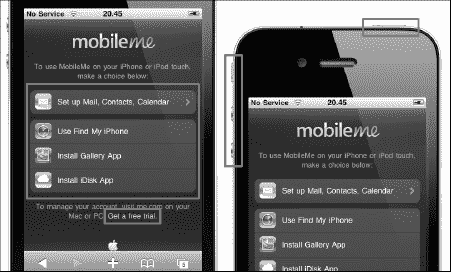 No Service 20.45
mobileme
To use MobileMe on your iPhone or iPod touch,
make a choice below:
Set up Mail, Contacts, Calendar
Use Find My iPhone
Install Gallery App
Install iDisk App
To manage your account, visit me.com on your
Mac or PC. Get a free trial.
No Service 20.45
mobileme
To use MobileMe on your iPhone or iPod touch,
make a choice below:
Set up Mail, Contacts, Calendar
Use Find My iPhone
Install Gallery App
Install iDisk App